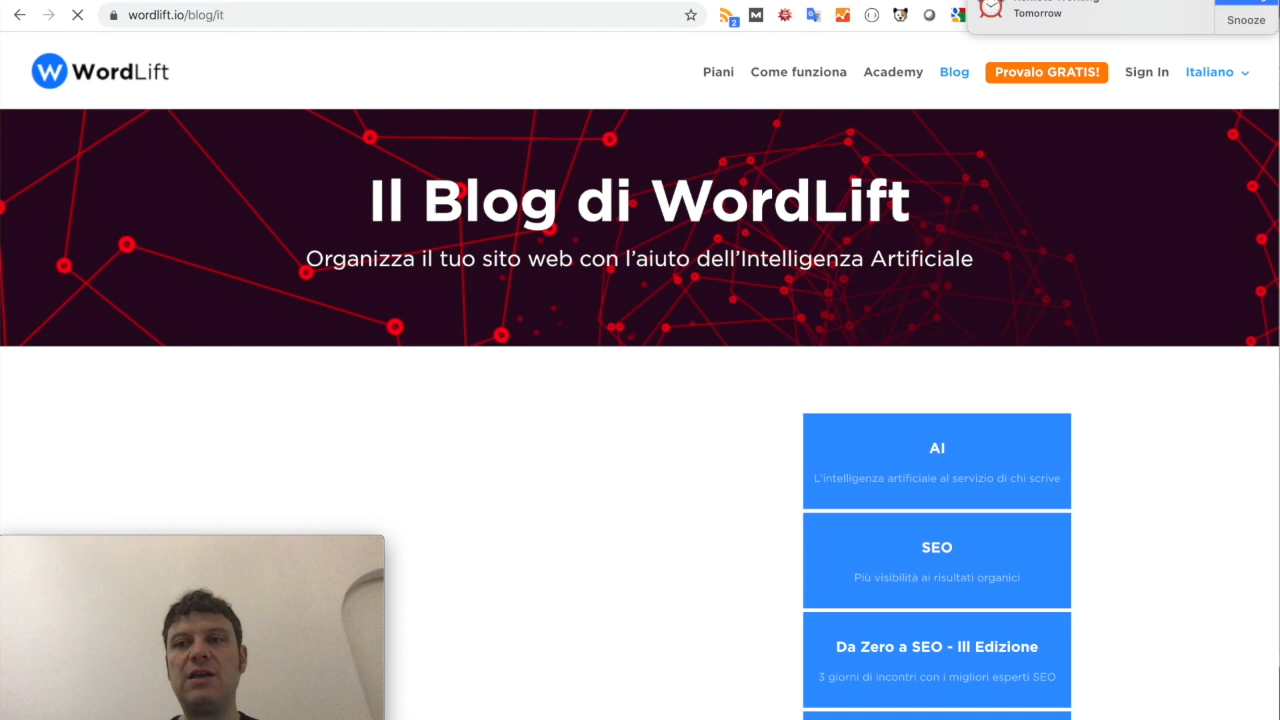 wordlift.io/blog/it
2
Tomorrow
Snooze
W WordLift
Piani Come funziona Academy Blog Provalo GRATIS! Sign In Italiano
Il Blog di WordLift
Organizza il tuo sito web con l'aiuto dell'Intelligenza Artificiale
AI
L'intelligenza artificiale al servizio di chi scrive
SEO
Più visibilità ai risultati organici
Da Zero a SEO - III Edizione
3 giorni di incontri con i migliori esperti SEO